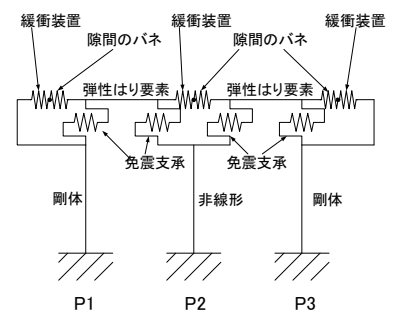 緩衝装置 緩衝装置 緩衝装置
隙間のバネ 隙間のバネ
弾性はり要素 弾性はり要素
免震支承 免震支承
剛体 非線形 剛体
P1 P2 P3